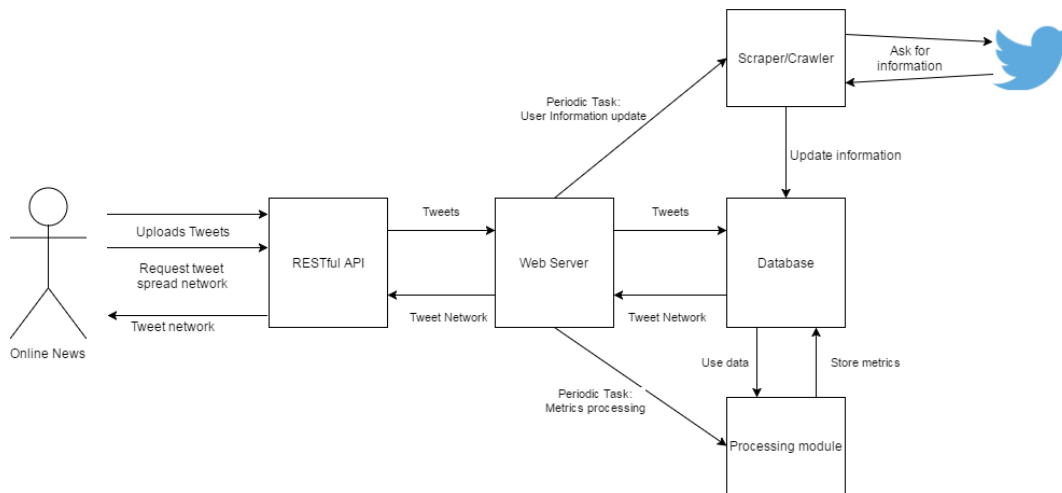 Scraper/Crawler
Ask for
information
Periodic Task:
User Information update
Update information
Uploads Tweets
Request tweet
spread network
Tweet network
Online News
RESTful API
Tweets
Tweet Network
Web Server
Tweets
Tweet Network
Database
Use data
Store metrics
Periodic Task:
Metrics processing
Processing module